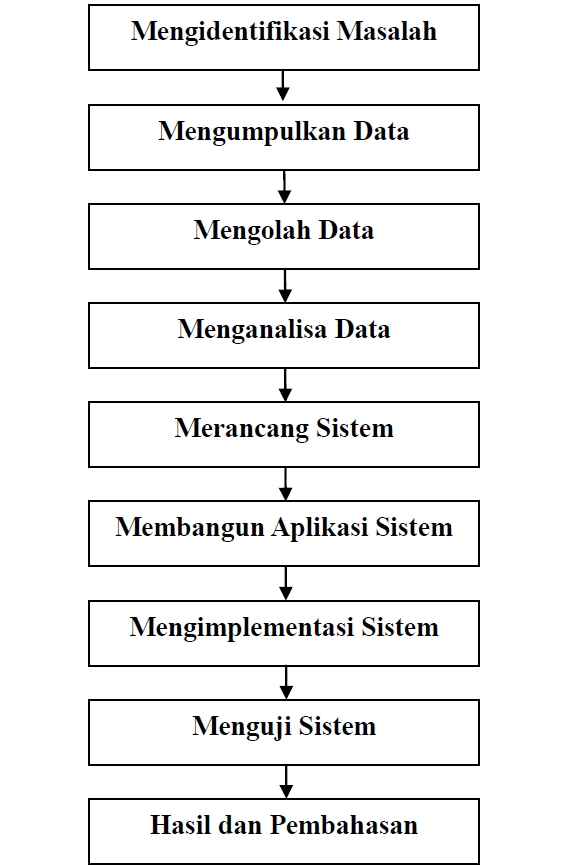 Mengidentifikasi Masalah
Mengumpulkan Data
Mengolah Data
Menganalisa Data
Merancang Sistem
Membangun Aplikasi Sistem
Mengimplementasi Sistem
Menguji Sistem
Hasil dan Pembahasan